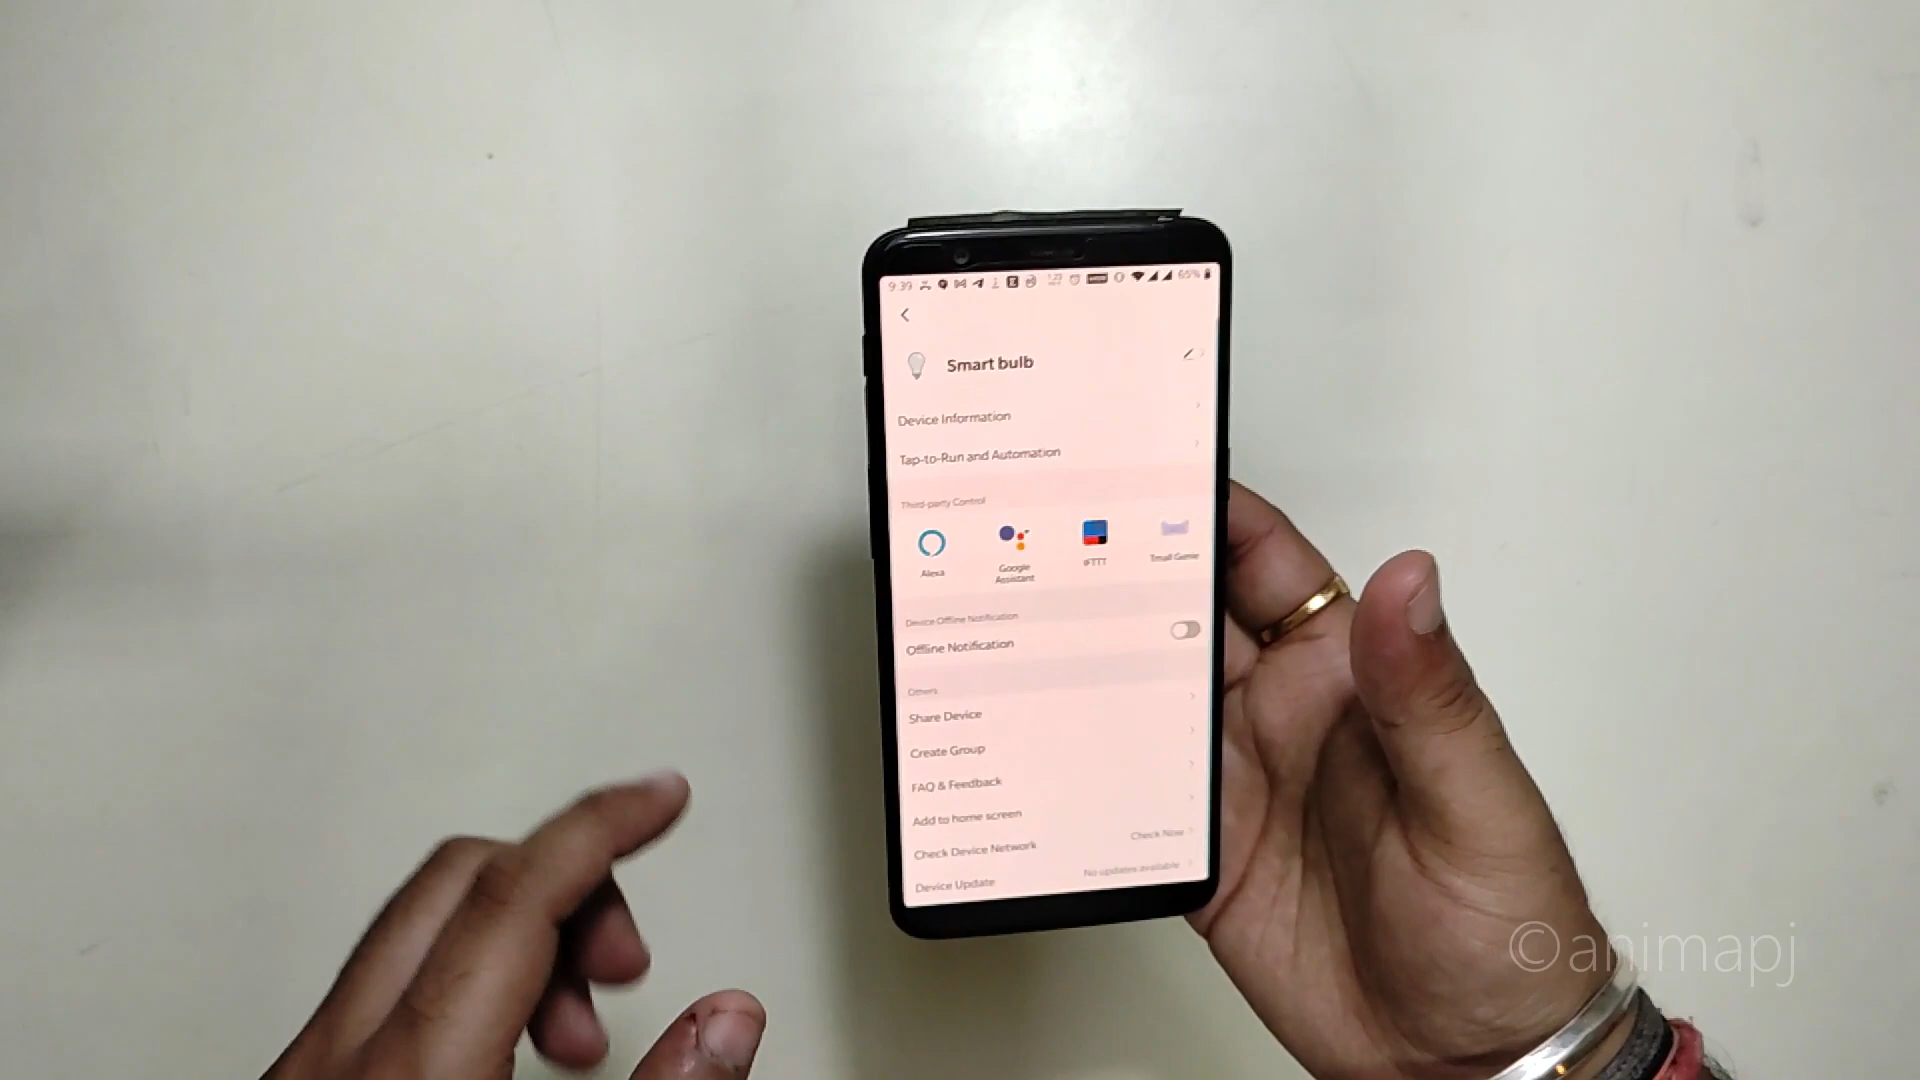 9:39
65%
Smart bulb
Device Information
Tap-to-Run and Automation
Third-party Control
Alexa
Google Assistant
IFTTT
Tmall Genie
Device Offline Notification
Offline Notification
Others
Share Device
Create Group
FAQ & Feedback
Add to home screen
Check Device Network
Check Now
Device Update
No updates available
©animapj